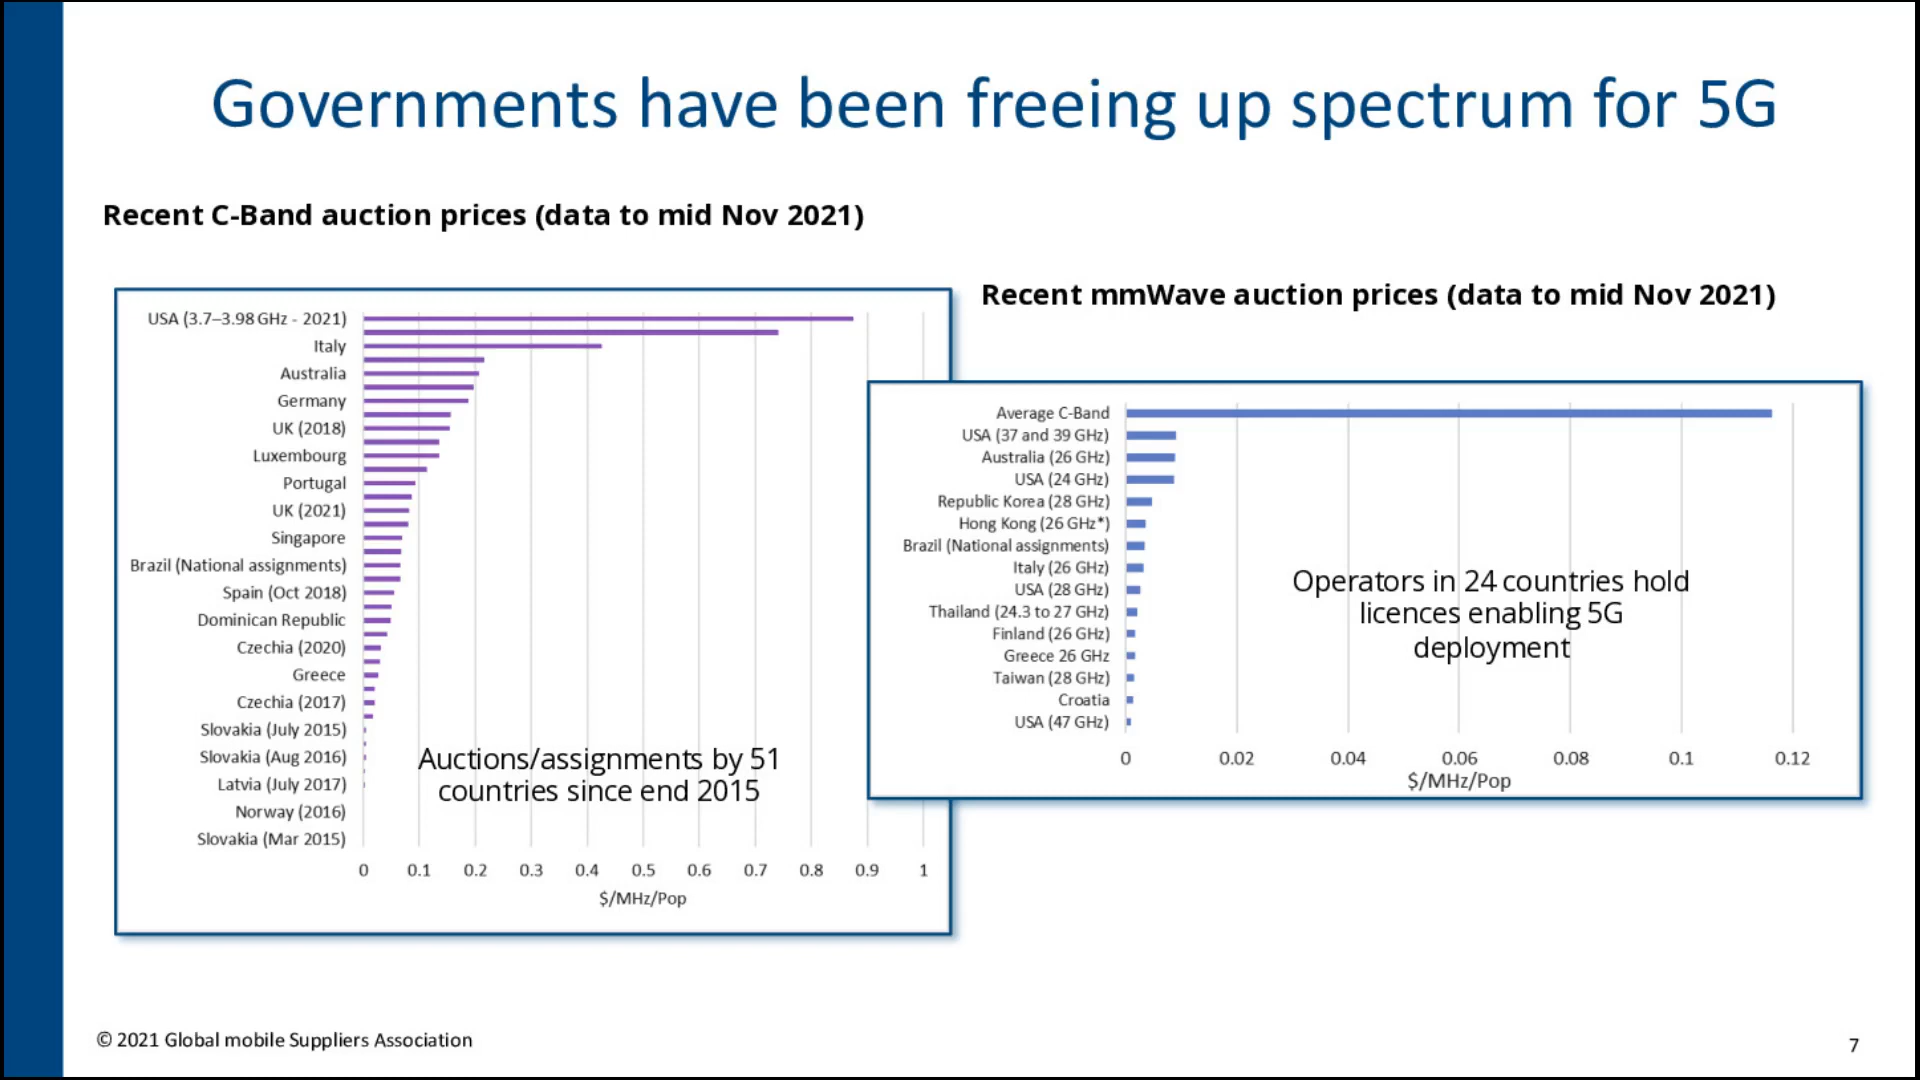 Governments have been freeing up spectrum for 5G
Recent C-Band auction prices (data to mid Nov 2021)
USA (3.7–3.98 GHz - 2021)
Italy
Australia
Germany
UK (2018)
Luxembourg
Portugal
UK (2021)
Singapore
Brazil (National assignments)
Spain (Oct 2018)
Dominican Republic
Czechia (2020)
Greece
Czechia (2017)
Slovakia (July 2015)
Slovakia (Aug 2016)
Latvia (July 2017)
Norway (2016)
Slovakia (Mar 2015)
Auctions/assignments by 51
countries since end 2015
0 0.1 0.2 0.3 0.4 0.5 0.6 0.7 0.8 0.9 1
$/MHz/Pop
Recent mmWave auction prices (data to mid Nov 2021)
Average C-Band
USA (37 and 39 GHz)
Australia (26 GHz)
USA (24 GHz)
Republic Korea (28 GHz)
Hong Kong (26 GHz*)
Brazil (National assignments)
Italy (26 GHz)
USA (28 GHz)
Thailand (24.3 to 27 GHz)
Finland (26 GHz)
Greece 26 GHz
Taiwan (28 GHz)
Croatia
USA (47 GHz)
Operators in 24 countries hold
licences enabling 5G
deployment
0 0.02 0.04 0.06 0.08 0.1 0.12
$/MHz/Pop
© 2021 Global mobile Suppliers Association
7